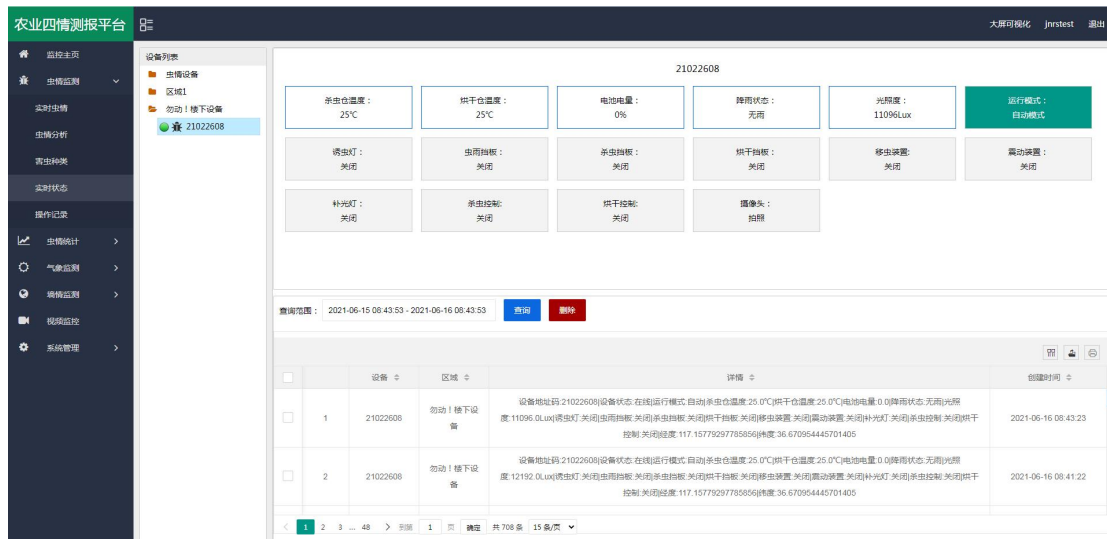 农业四情测报平台
大屏可视化 jnrstest 退出
监控主页
虫情监测
实时虫情
虫情分析
害虫种类
实时状态
操作记录
虫情统计
气象监测
墒情监测
视频监控
系统管理
设备列表
虫情设备
区域1
勿动！楼下设备
21022608
21022608
杀虫仓温度：
25℃
烘干仓温度：
25℃
电池电量：
0%
降雨状态：
无雨
光照度：
11096Lux
运行模式：
自动模式
诱虫灯：
关闭
虫雨挡板：
关闭
杀虫挡板：
关闭
烘干挡板：
关闭
移虫装置:
关闭
震动装置：
关闭
补光灯：
关闭
杀虫控制:
关闭
烘干控制:
关闭
摄像头：
拍照
查询范围： 2021-06-15 08:43:53 - 2021-06-16 08:43:53 查询 删除
设备 区域 详情 创建时间
1 21022608
勿动！楼下设
备
设备地址码:21022608|设备状态:在线|运行模式:自动|杀虫仓温度:25.0℃|烘干仓温度:25.0℃|电池电量:0.0|降雨状态:无雨|光照
度:11096.0Lux|诱虫灯:关闭|虫雨挡板:关闭|杀虫挡板:关闭|烘干挡板:关闭|移虫装置:关闭|震动装置:关闭|补光灯:关闭|杀虫控制:关闭|烘干
控制:关闭|经度:117.15779297785856|纬度:36.670954445701405
2021-06-16 08:43:23
2 21022608
勿动！楼下设
备
设备地址码:21022608|设备状态:在线|运行模式:自动|杀虫仓温度:25.0℃|烘干仓温度:25.0℃|电池电量:0.0|降雨状态:无雨|光照
度:12192.0Lux|诱虫灯:关闭|虫雨挡板:关闭|杀虫挡板:关闭|烘干挡板:关闭|移虫装置:关闭|震动装置:关闭|补光灯:关闭|杀虫控制:关闭|烘干
控制:关闭|经度:117.15779297785856|纬度:36.670954445701405
2021-06-16 08:41:22
1 2 3 ... 48 到第 1 页 确定 共 708 条 15 条/页